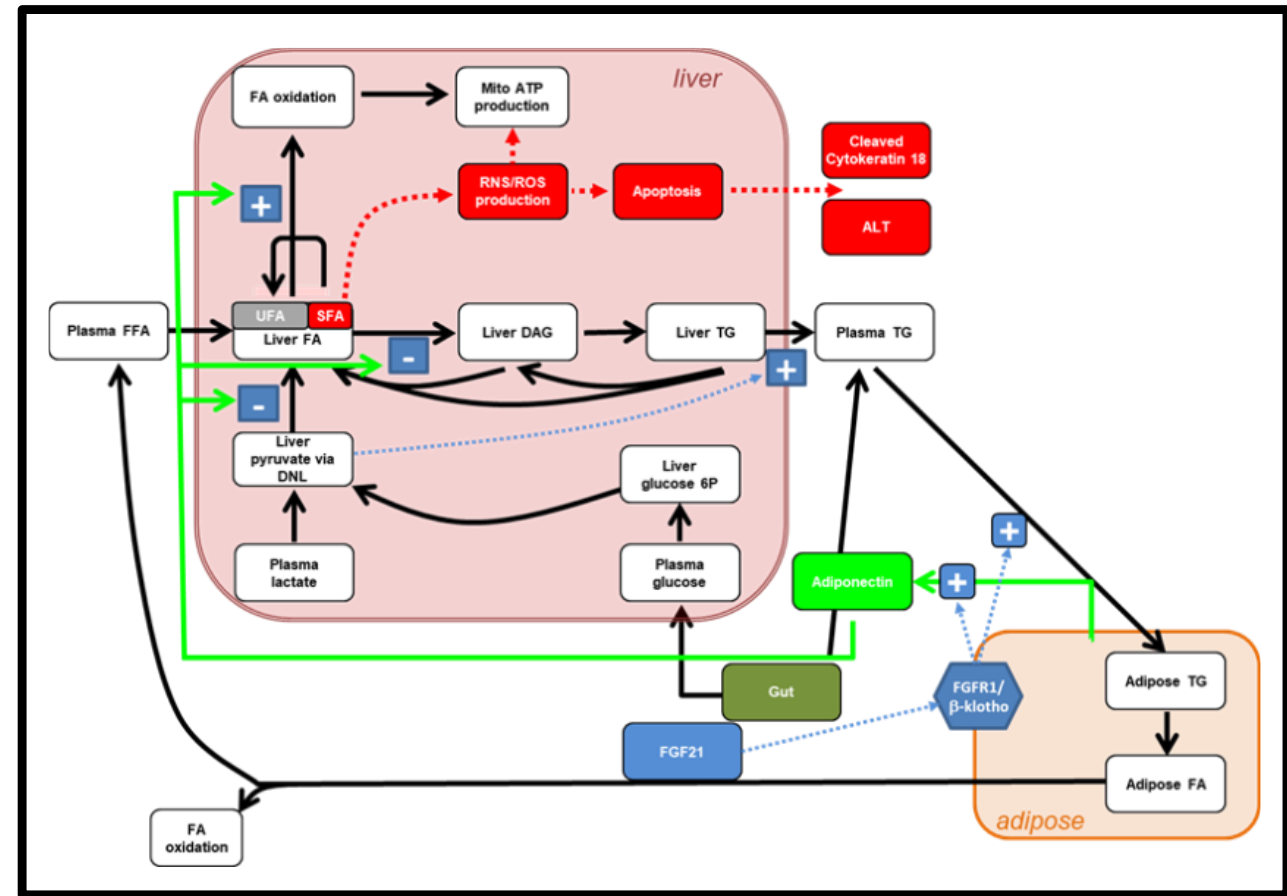 liver
FA oxidation
Mito ATP
production
Cleaved
Cytokeratin 18
RNS/ROS
production
Apoptosis
ALT
+
UFA
SFA
Plasma FFA
Liver FA
Liver DAG
Liver TG
Plasma TG
-
+
-
Liver
pyruvate via
DNL
Liver
glucose 6P
+
Plasma
lactate
Plasma
glucose
Adiponectin
+
Gut
FGFR1/
β-klotho
Adipose TG
FGF21
Adipose FA
adipose
FA
oxidation